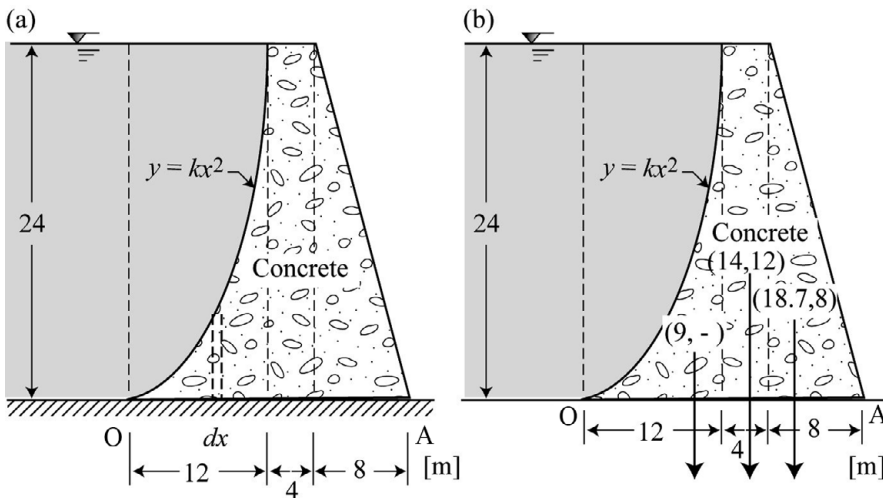 (a)
y = kx²
24
Concrete
O
dx
A
12
4
8
[m]
(b)
y = kx²
24
Concrete
(14,12)
(18.7,8)
(9, - )
O
A
12
4
8
[m]